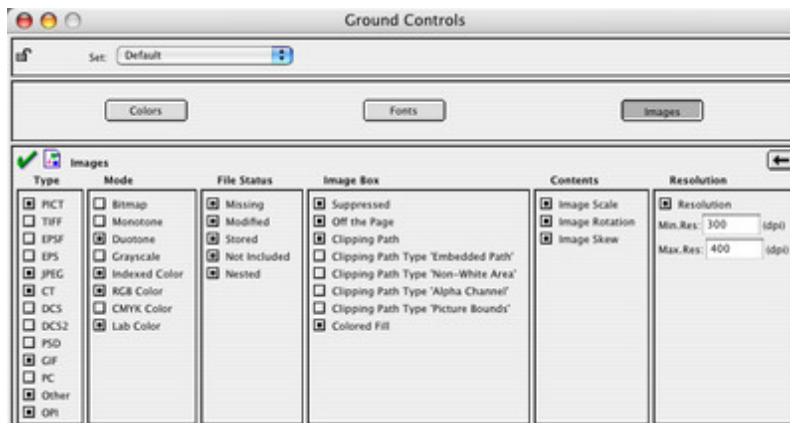 Ground Controls
Set: Default
Colors
Fonts
Images
Images
Type
PICT
TIFF
EPSF
EPS
JPEG
CT
DCS
DCS2
PSD
GIF
PC
Other
OPI
Mode
Bitmap
Monotone
Duotone
Grayscale
Indexed Color
RGB Color
CMYK Color
Lab Color
File Status
Missing
Modified
Stored
Not Included
Nested
Image Box
Suppressed
Off the Page
Clipping Path
Clipping Path Type 'Embedded Path'
Clipping Path Type 'Non-White Area'
Clipping Path Type 'Alpha Channel'
Clipping Path Type 'Picture Bounds'
Colored Fill
Contents
Image Scale
Image Rotation
Image Skew
Resolution
Resolution
Min.Res: 300 (dpi)
Max.Res: 400 (dpi)